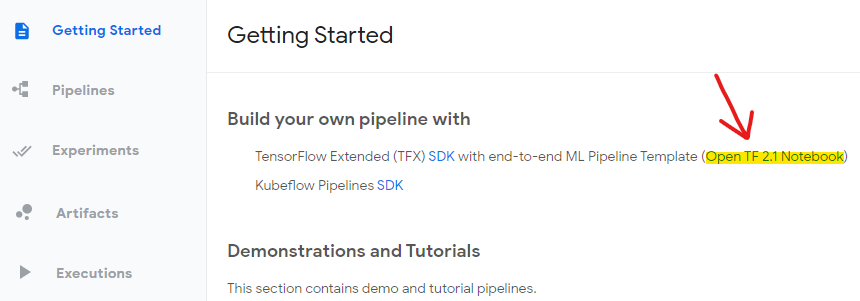 Getting Started
Pipelines
Experiments
Artifacts
Executions
Getting Started
Build your own pipeline with
TensorFlow Extended (TFX) SDK with end-to-end ML Pipeline Template (Open TF 2.1 Notebook)
Kubeflow Pipelines SDK
Demonstrations and Tutorials
This section contains demo and tutorial pipelines.